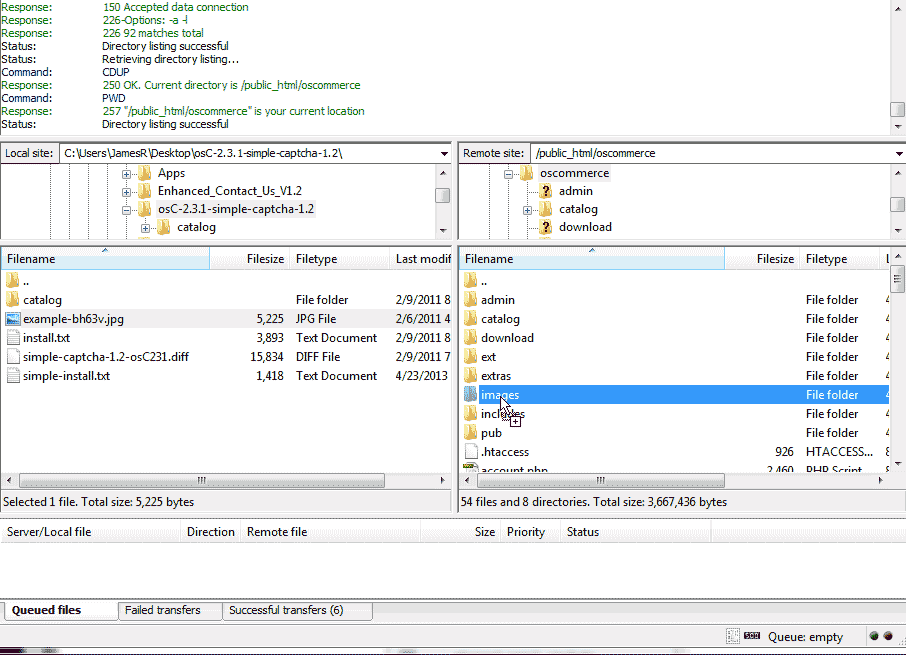 Response: 150 Accepted data connection
Response: 226-Options: -a -l
Response: 226 92 matches total
Status: Directory listing successful
Status: Retrieving directory listing...
Command: CDUP
Response: 250 OK. Current directory is /public_html/oscommerce
Command: PWD
Response: 257 "/public_html/oscommerce" is your current location
Status: Directory listing successful
Local site: C:\Users\JamesR\Desktop\osC-2.3.1-simple-captcha-1.2\
Apps
Enhanced_Contact_Us_V1.2
osC-2.3.1-simple-captcha-1.2
catalog
Remote site: /public_html/oscommerce
oscommerce
? admin
catalog
? download
Filename Filesize Filetype Last modif
..
catalog File folder 2/9/2011 8
example-bh63v.jpg 5,225 JPG File 2/6/2011 4
install.txt 3,893 Text Document 2/9/2011 8
simple-captcha-1.2-osC231.diff 15,834 DIFF File 2/9/2011 7
simple-install.txt 1,418 Text Document 4/23/2013
Selected 1 file. Total size: 5,225 bytes
Filename Filesize Filetype L
..
admin File folder 4
catalog File folder 4
download File folder 4
ext File folder 4
extras File folder 4
images File folder 4
includes File folder 4
pub File folder 4
.htaccess 926 HTACCESS... 8
account.php 2,460 PHP Script
54 files and 8 directories. Total size: 3,667,436 bytes
Server/Local file Direction Remote file Size Priority Status
Queued files Failed transfers Successful transfers (6)
Queue: empty